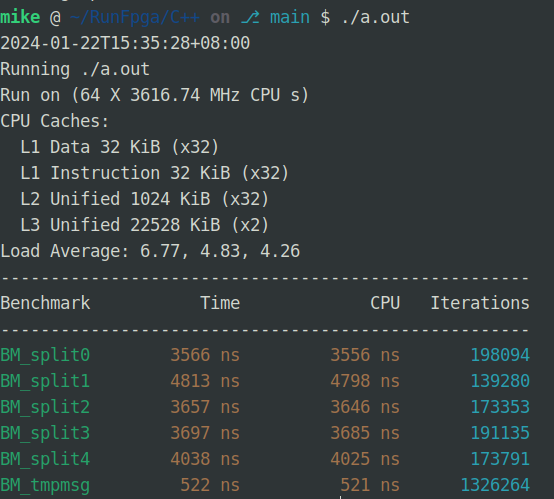 mike @ ~/RunFpga/C++ on ⎇ main $ ./a.out
2024-01-22T15:35:28+08:00
Running ./a.out
Run on (64 X 3616.74 MHz CPU s)
CPU Caches:
  L1 Data 32 KiB (x32)
  L1 Instruction 32 KiB (x32)
  L2 Unified 1024 KiB (x32)
  L3 Unified 22528 KiB (x2)
Load Average: 6.77, 4.83, 4.26
-----------------------------------------------------
Benchmark           Time             CPU   Iterations
-----------------------------------------------------
BM_split0        3566 ns         3556 ns       198094
BM_split1        4813 ns         4798 ns       139280
BM_split2        3657 ns         3646 ns       173353
BM_split3        3697 ns         3685 ns       191135
BM_split4        4038 ns         4025 ns       173791
BM_tmpmsg         522 ns          521 ns      1326264